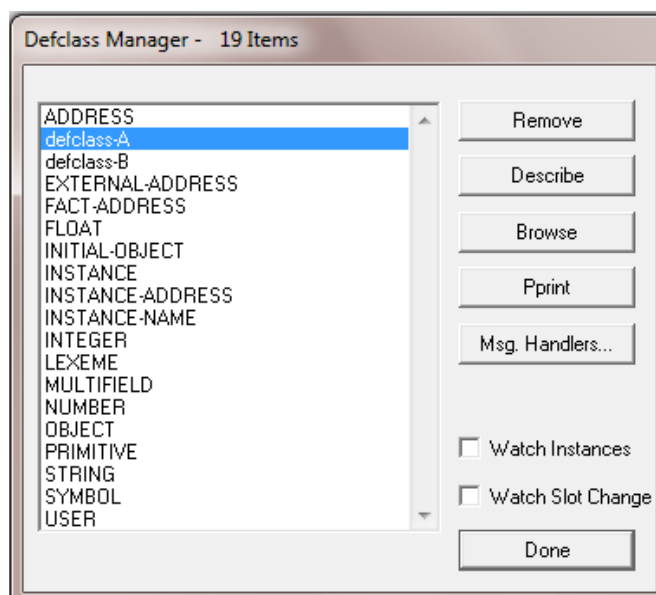 Defclass Manager - 19 Items
ADDRESS
defclass-A
defclass-B
EXTERNAL-ADDRESS
FACT-ADDRESS
FLOAT
INITIAL-OBJECT
INSTANCE
INSTANCE-ADDRESS
INSTANCE-NAME
INTEGER
LEXEME
MULTIFIELD
NUMBER
OBJECT
PRIMITIVE
STRING
SYMBOL
USER
Remove
Describe
Browse
Pprint
Msg. Handlers...
Watch Instances
Watch Slot Change
Done